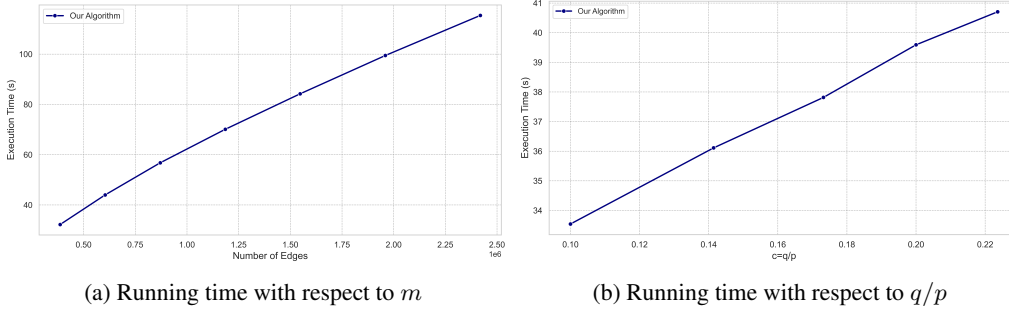 Our Algorithm
Execution Time (s)
100
80
60
40
0.50 0.75 1.00 1.25 1.50 1.75 2.00 2.25 2.50
1e6
Number of Edges
(a) Running time with respect to m
Our Algorithm
Execution Time (s)
41
40
39
38
37
36
35
34
0.10 0.12 0.14 0.16 0.18 0.20 0.22
c=q/p
(b) Running time with respect to q/p